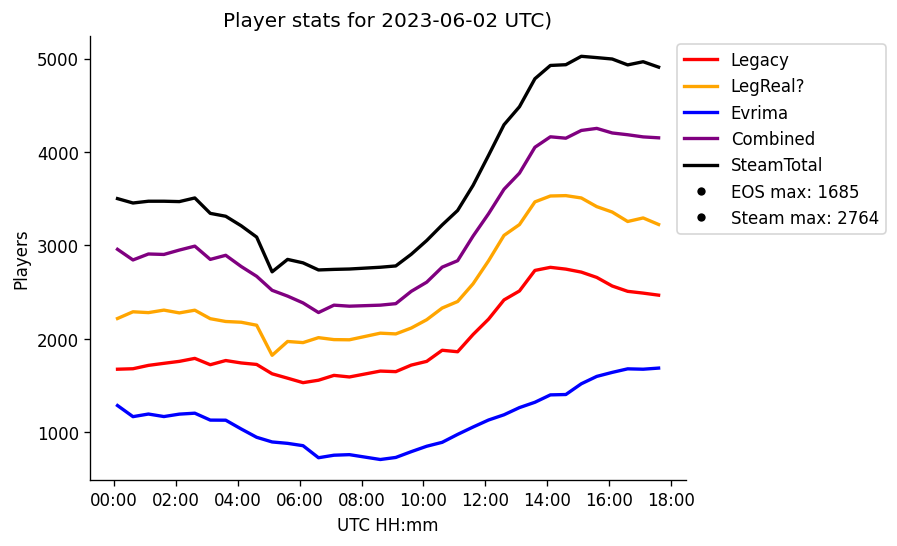 Player stats for 2023-06-02 UTC)
5000
4000
3000
2000
1000
Players
00:00 02:00 04:00 06:00 08:00 10:00 12:00 14:00 16:00 18:00
UTC HH:mm
Legacy
LegReal?
Evrima
Combined
SteamTotal
EOS max: 1685
Steam max: 2764